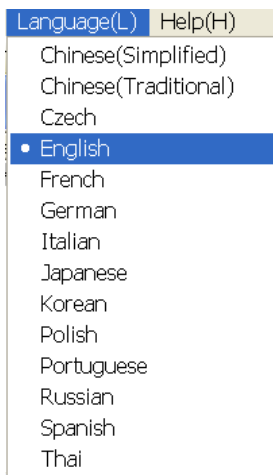 Language(L) Help(H)
Chinese(Simplified)
Chinese(Traditional)
Czech
English
French
German
Italian
Japanese
Korean
Polish
Portuguese
Russian
Spanish
Thai